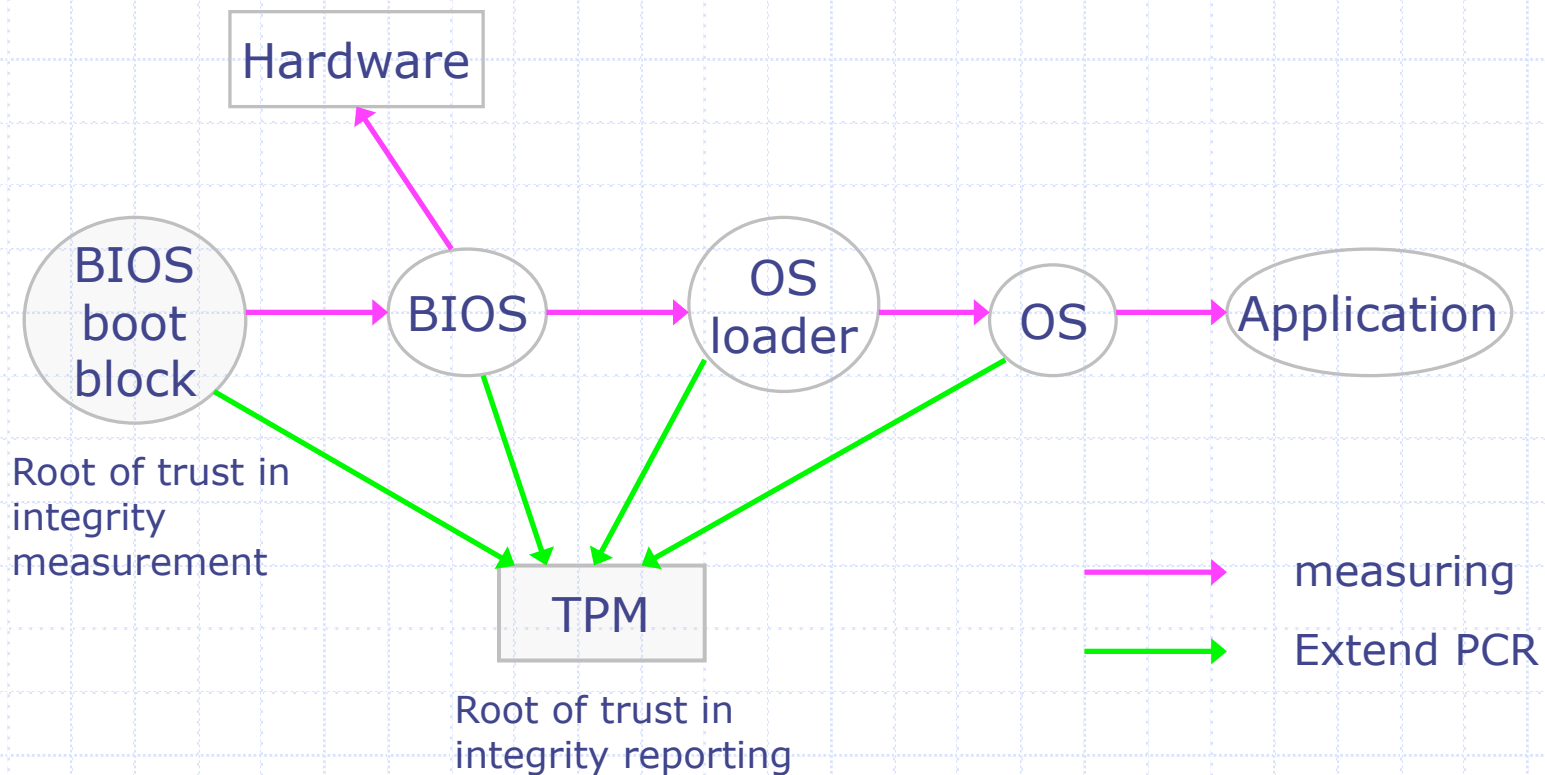 Hardware
BIOS
boot
block
BIOS
OS
loader
OS
Application
Root of trust in
integrity
measurement
TPM
measuring
Extend PCR
Root of trust in
integrity reporting